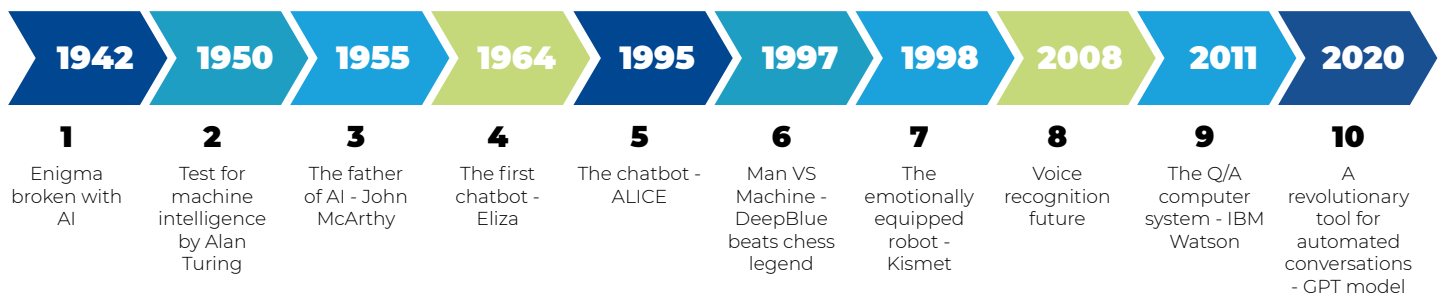 1942 1950 1955 1964 1995 1997 1998 2008 2011 2020
1
Enigma
broken with
AI
2
Test for
machine
intelligence
by Alan
Turing
3
The father
of AI - John
McArthy
4
The first
chatbot -
Eliza
5
The chatbot -
ALICE
6
Man VS
Machine -
DeepBlue
beats chess
legend
7
The
emotionally
equipped
robot -
Kismet
8
Voice
recognition
future
9
The Q/A
computer
system - IBM
Watson
10
A
revolutionary
tool for
automated
conversations
- GPT model